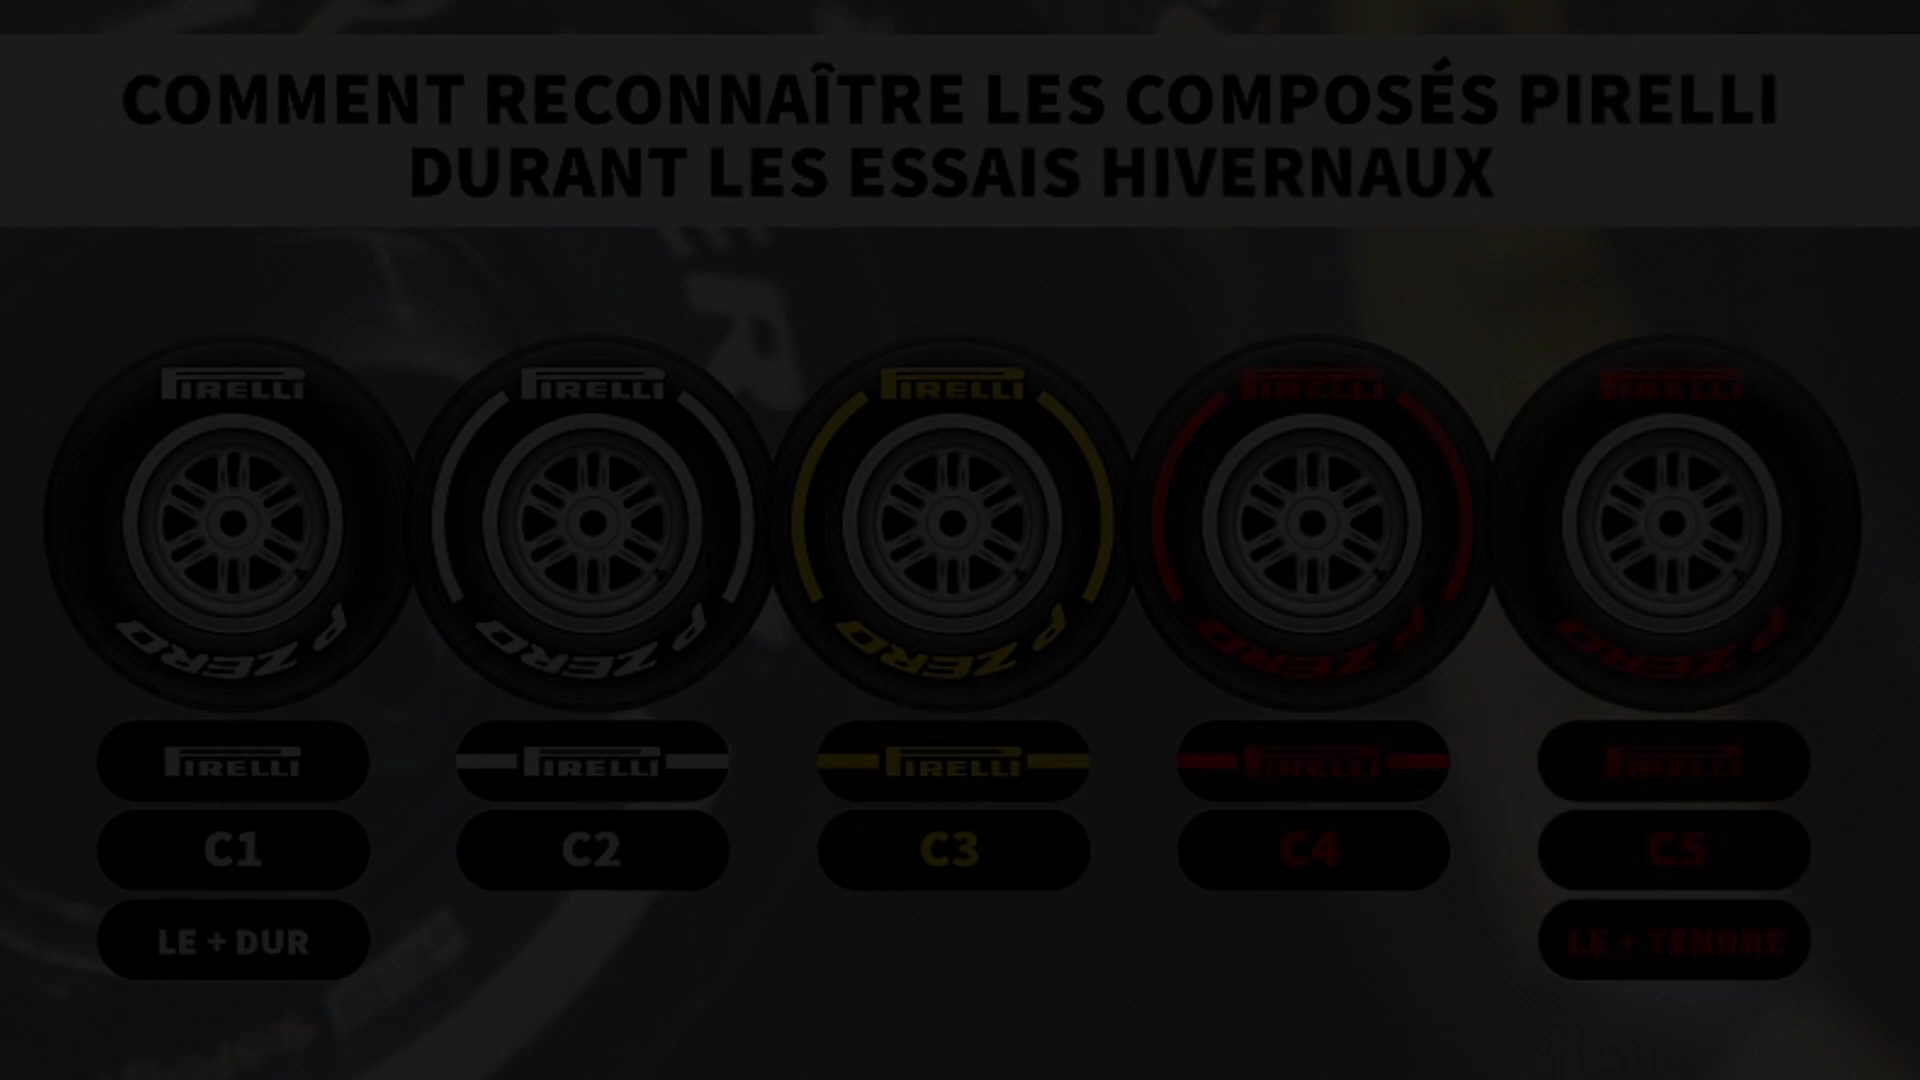 COMMENT RECONNAÎTRE LES COMPOSÉS PIRELLI
DURANT LES ESSAIS HIVERNAUX
PIRELLI PIRELLI PIRELLI PIRELLI PIRELLI
P ZERO P ZERO P ZERO P ZERO P ZERO
PIRELLI PIRELLI PIRELLI PIRELLI PIRELLI
C1 C2 C3 C4 C5
LE + DUR LE + TENDRE